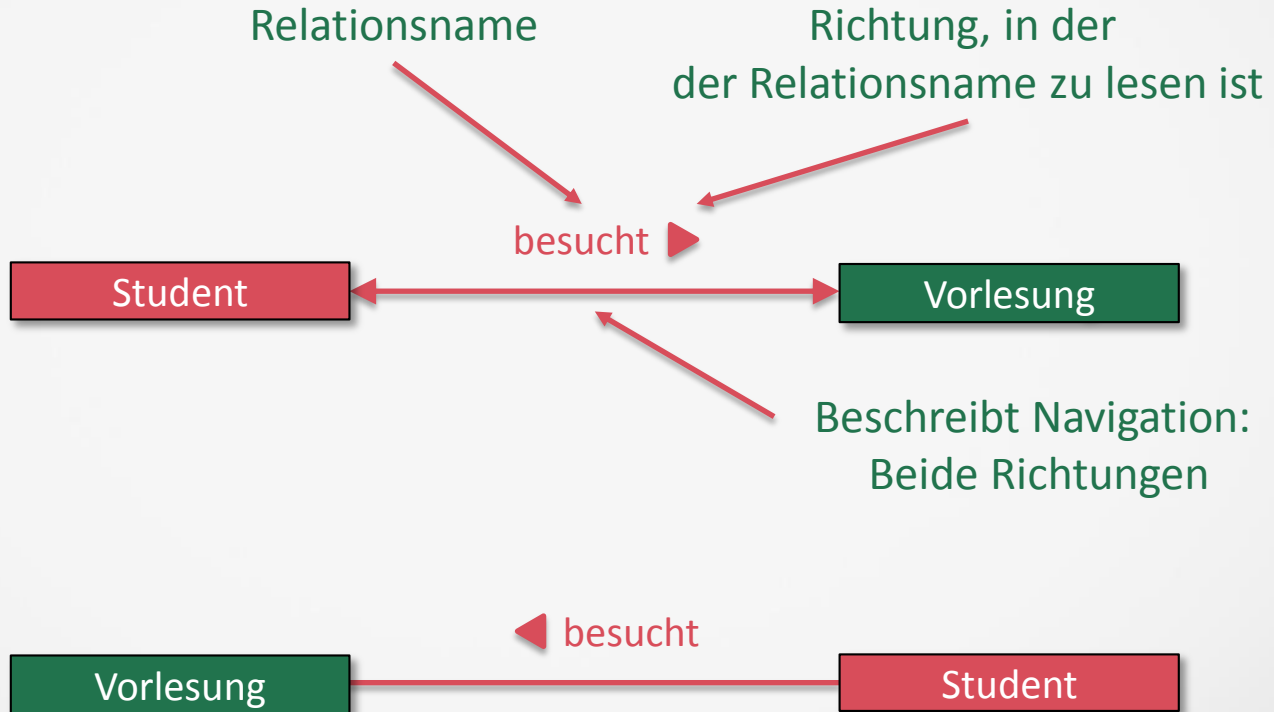 Relationsname
Richtung, in der
der Relationsname zu lesen ist
besucht
Student
Vorlesung
Beschreibt Navigation:
Beide Richtungen
besucht
Vorlesung
Student